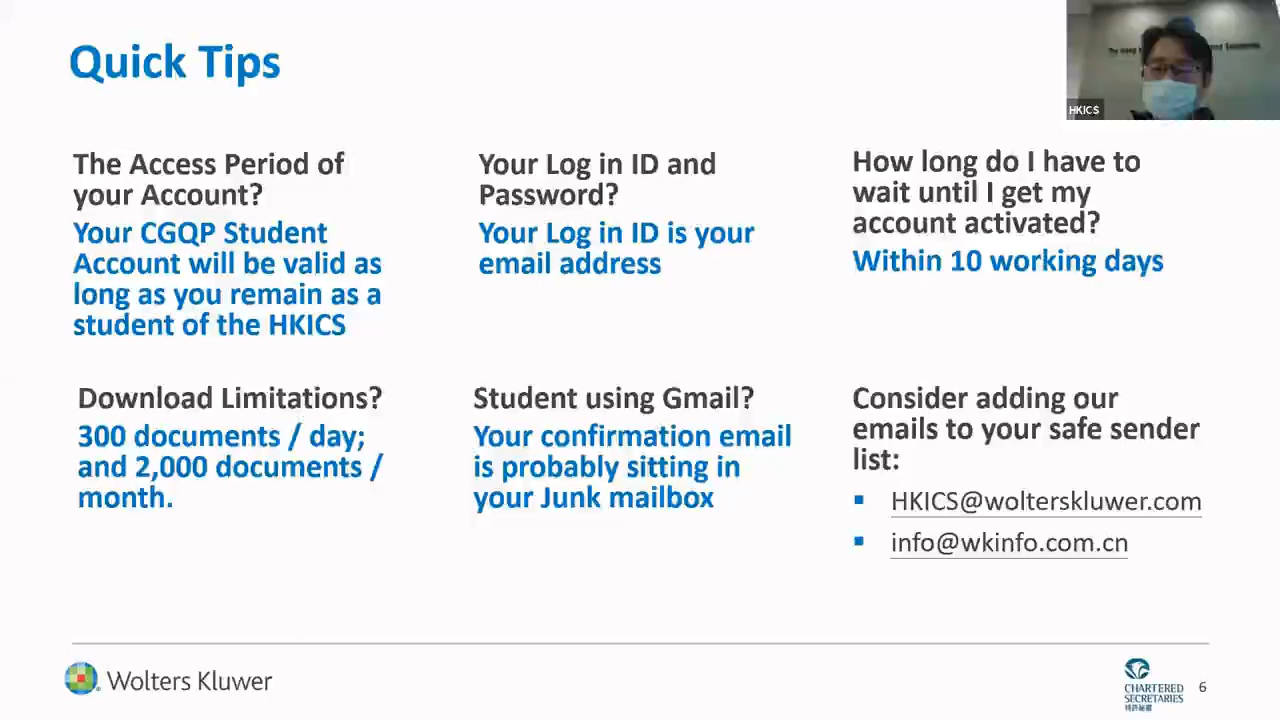 Quick Tips
HKICS
The Access Period of
your Account?
Your CGQP Student
Account will be valid as
long as you remain as a
student of the HKICS
Your Log in ID and
Password?
Your Log in ID is your
email address
How long do I have to
wait until I get my
account activated?
Within 10 working days
Download Limitations?
300 documents / day;
and 2,000 documents /
month.
Student using Gmail?
Your confirmation email
is probably sitting in
your Junk mailbox
Consider adding our
emails to your safe sender
list:
HKICS@wolterskluwer.com
info@wkinfo.com.cn
Wolters Kluwer
CHARTERED
SECRETARIES
特許秘書
6